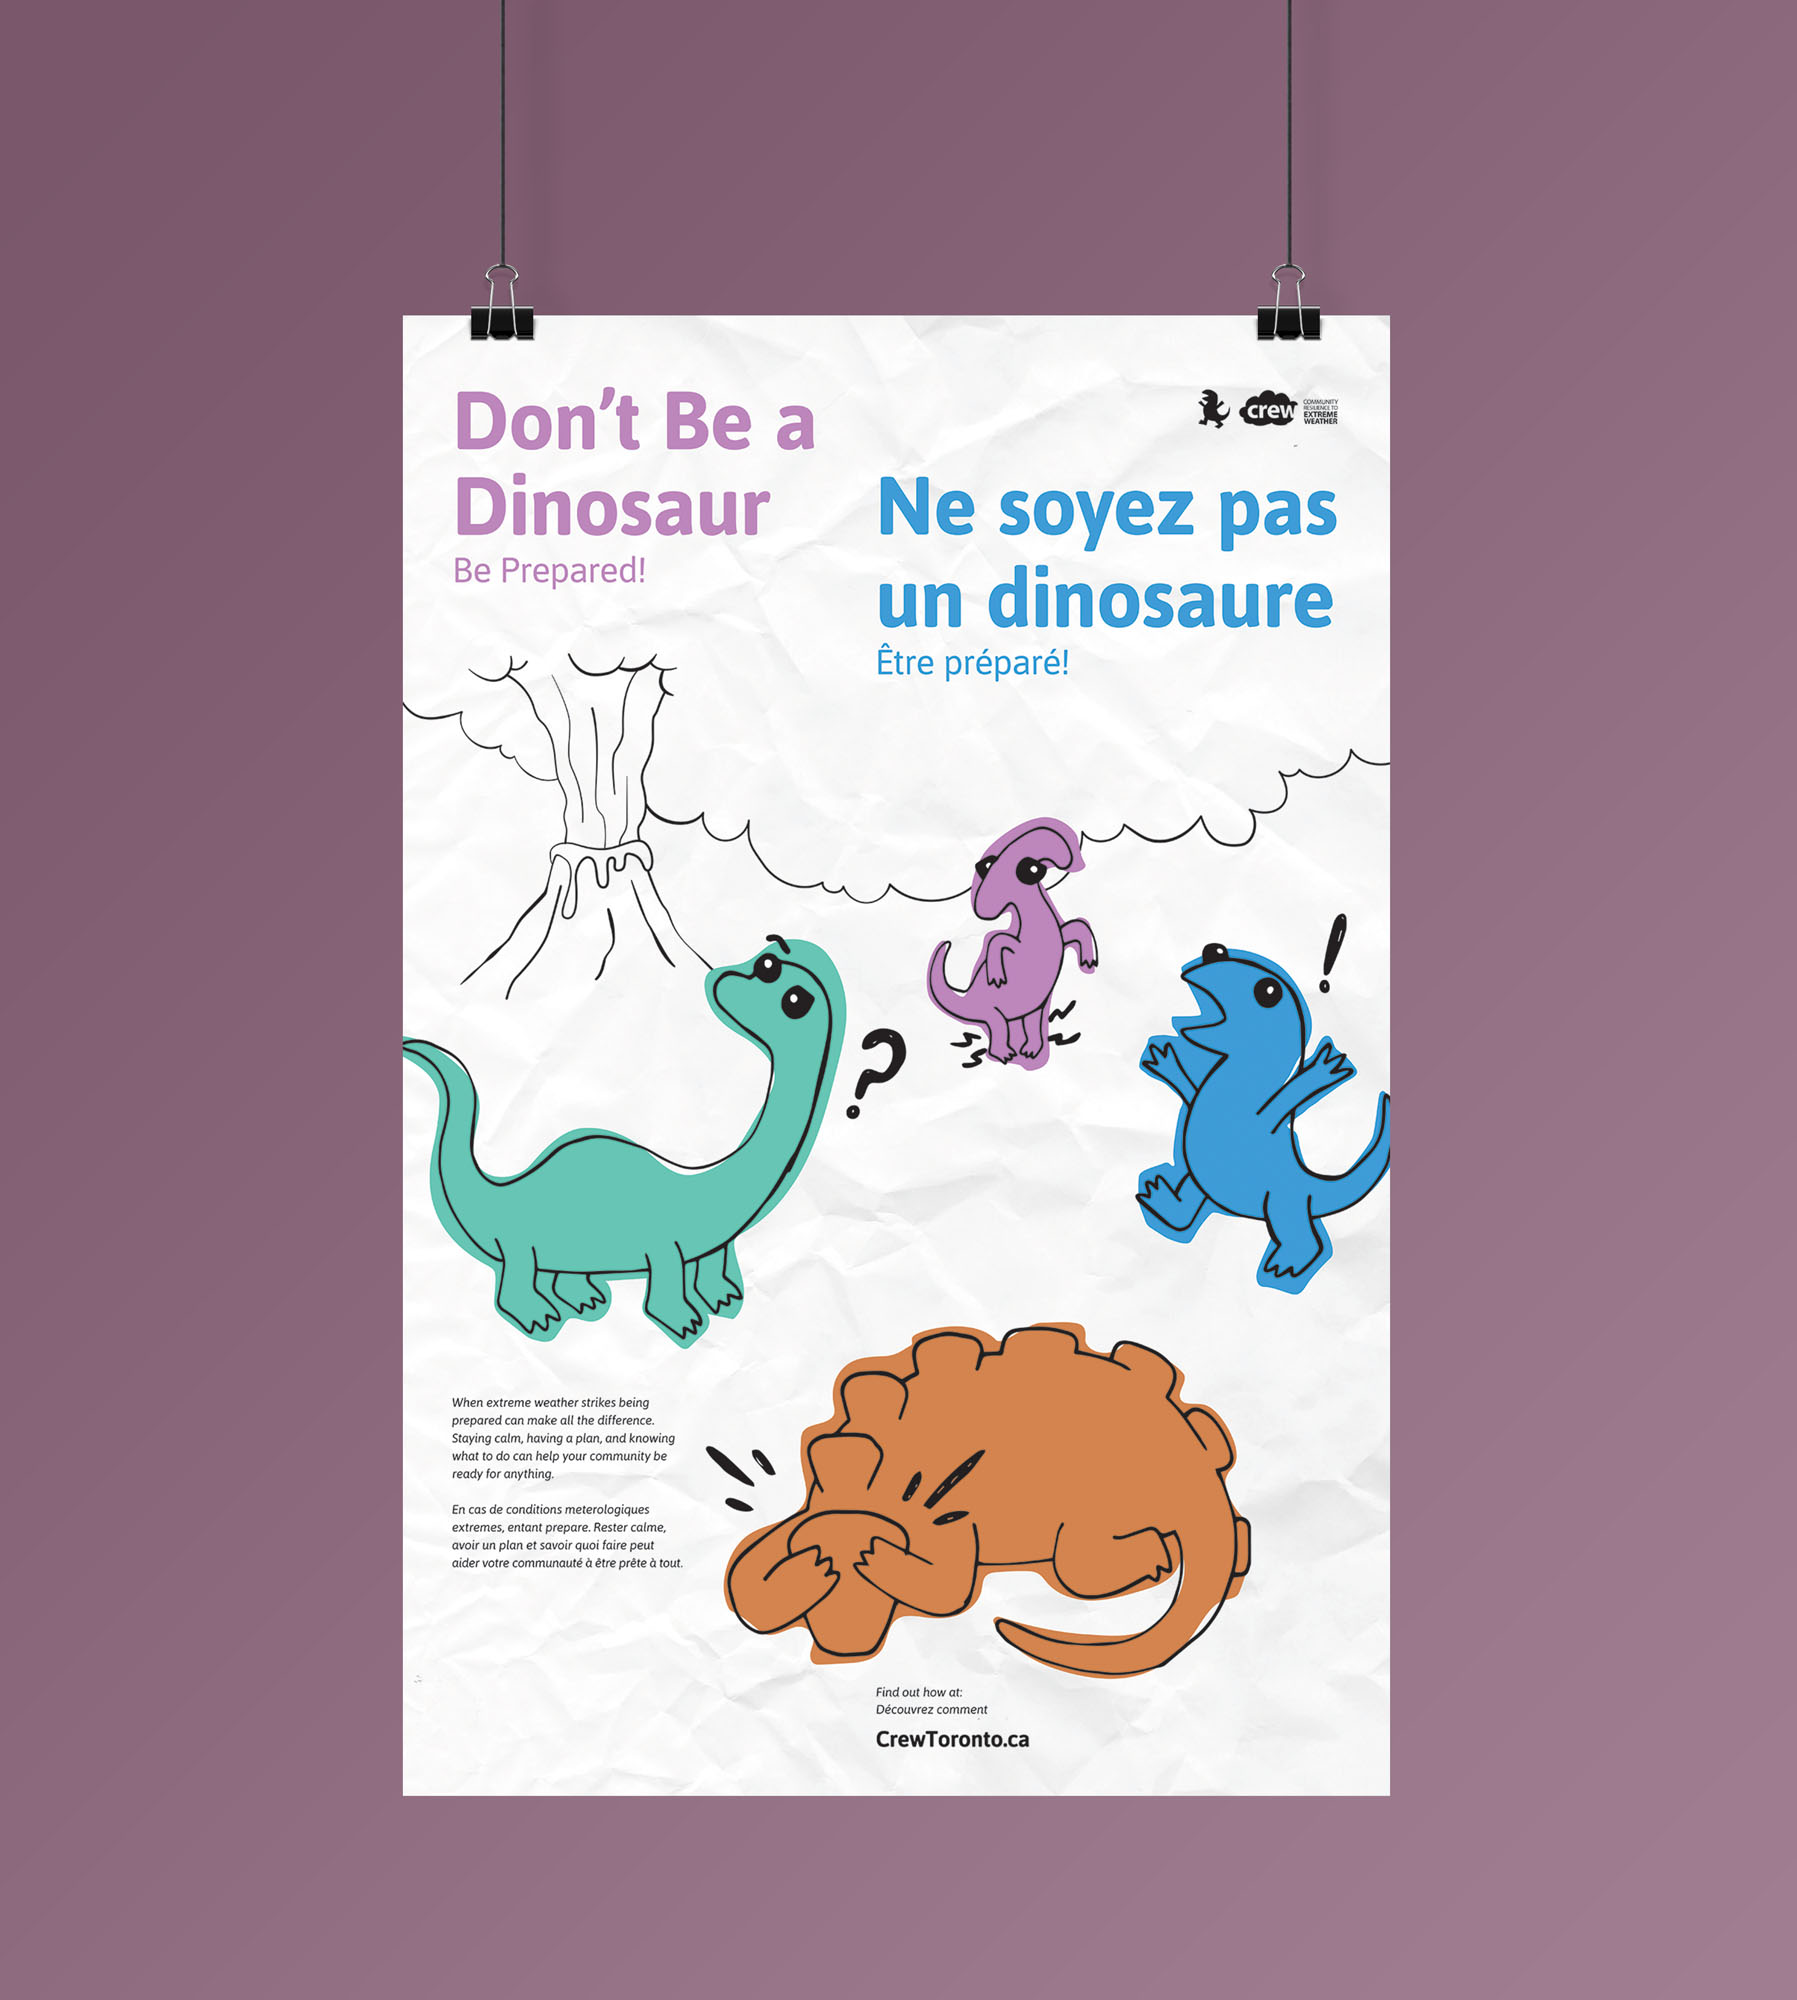 Don't Be a
Dinosaur
Be Prepared!
crew
COMMUNITY
RESILIENCE TO
EXTREME
WEATHER
Ne soyez pas
un dinosaure
Être préparé!
?
!
When extreme weather strikes being
prepared can make all the difference.
Staying calm, having a plan, and knowing
what to do can help your community be
ready for anything.
En cas de conditions meterologiques
extremes, entant prepare. Rester calme,
avoir un plan et savoir quoi faire peut
aider votre communauté à être prête à tout.
Find out how at:
Découvrez comment
CrewToronto.ca